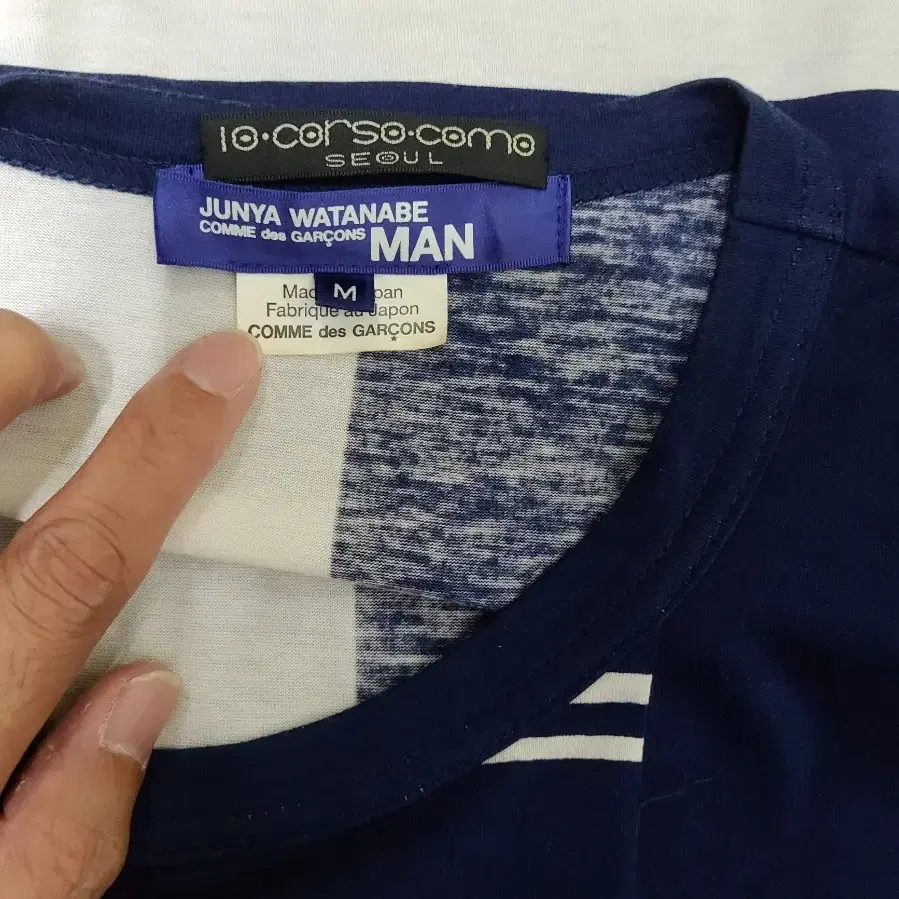 10·corso·como
SEOUL
JUNYA WATANABE
COMME des GARÇONS MAN
M
Fabrique au Japon
COMME des GARÇONS